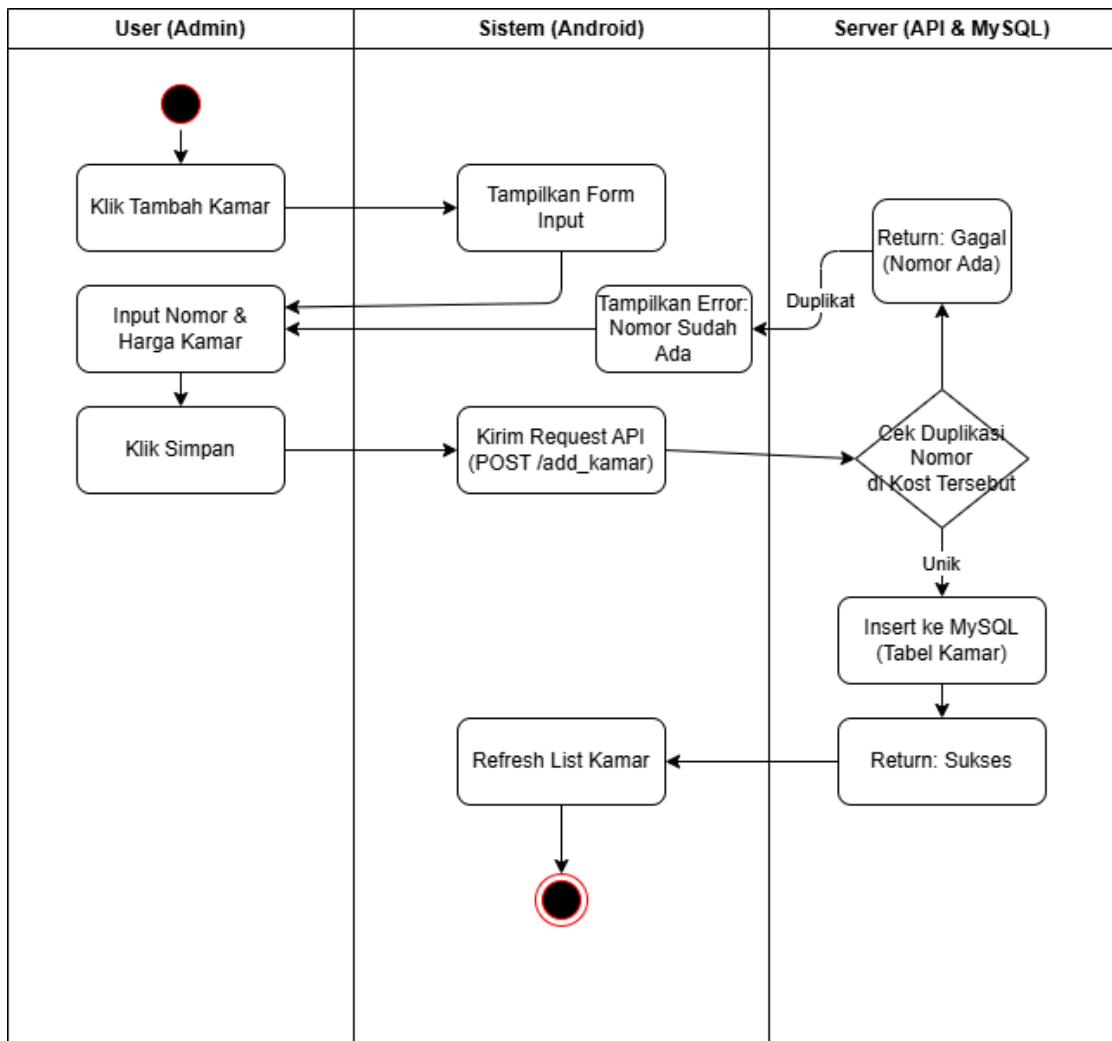 User (Admin)
Sistem (Android)
Server (API & MySQL)
Klik Tambah Kamar
Tampilkan Form
Input
Return: Gagal
(Nomor Ada)
Duplikat
Input Nomor &
Harga Kamar
Tampilkan Error:
Nomor Sudah
Ada
Klik Simpan
Kirim Request API
(POST /add_kamar)
Cek Duplikasi
Nomor
di Kost Tersebut
Unik
Insert ke MySQL
(Tabel Kamar)
Refresh List Kamar
Return: Sukses